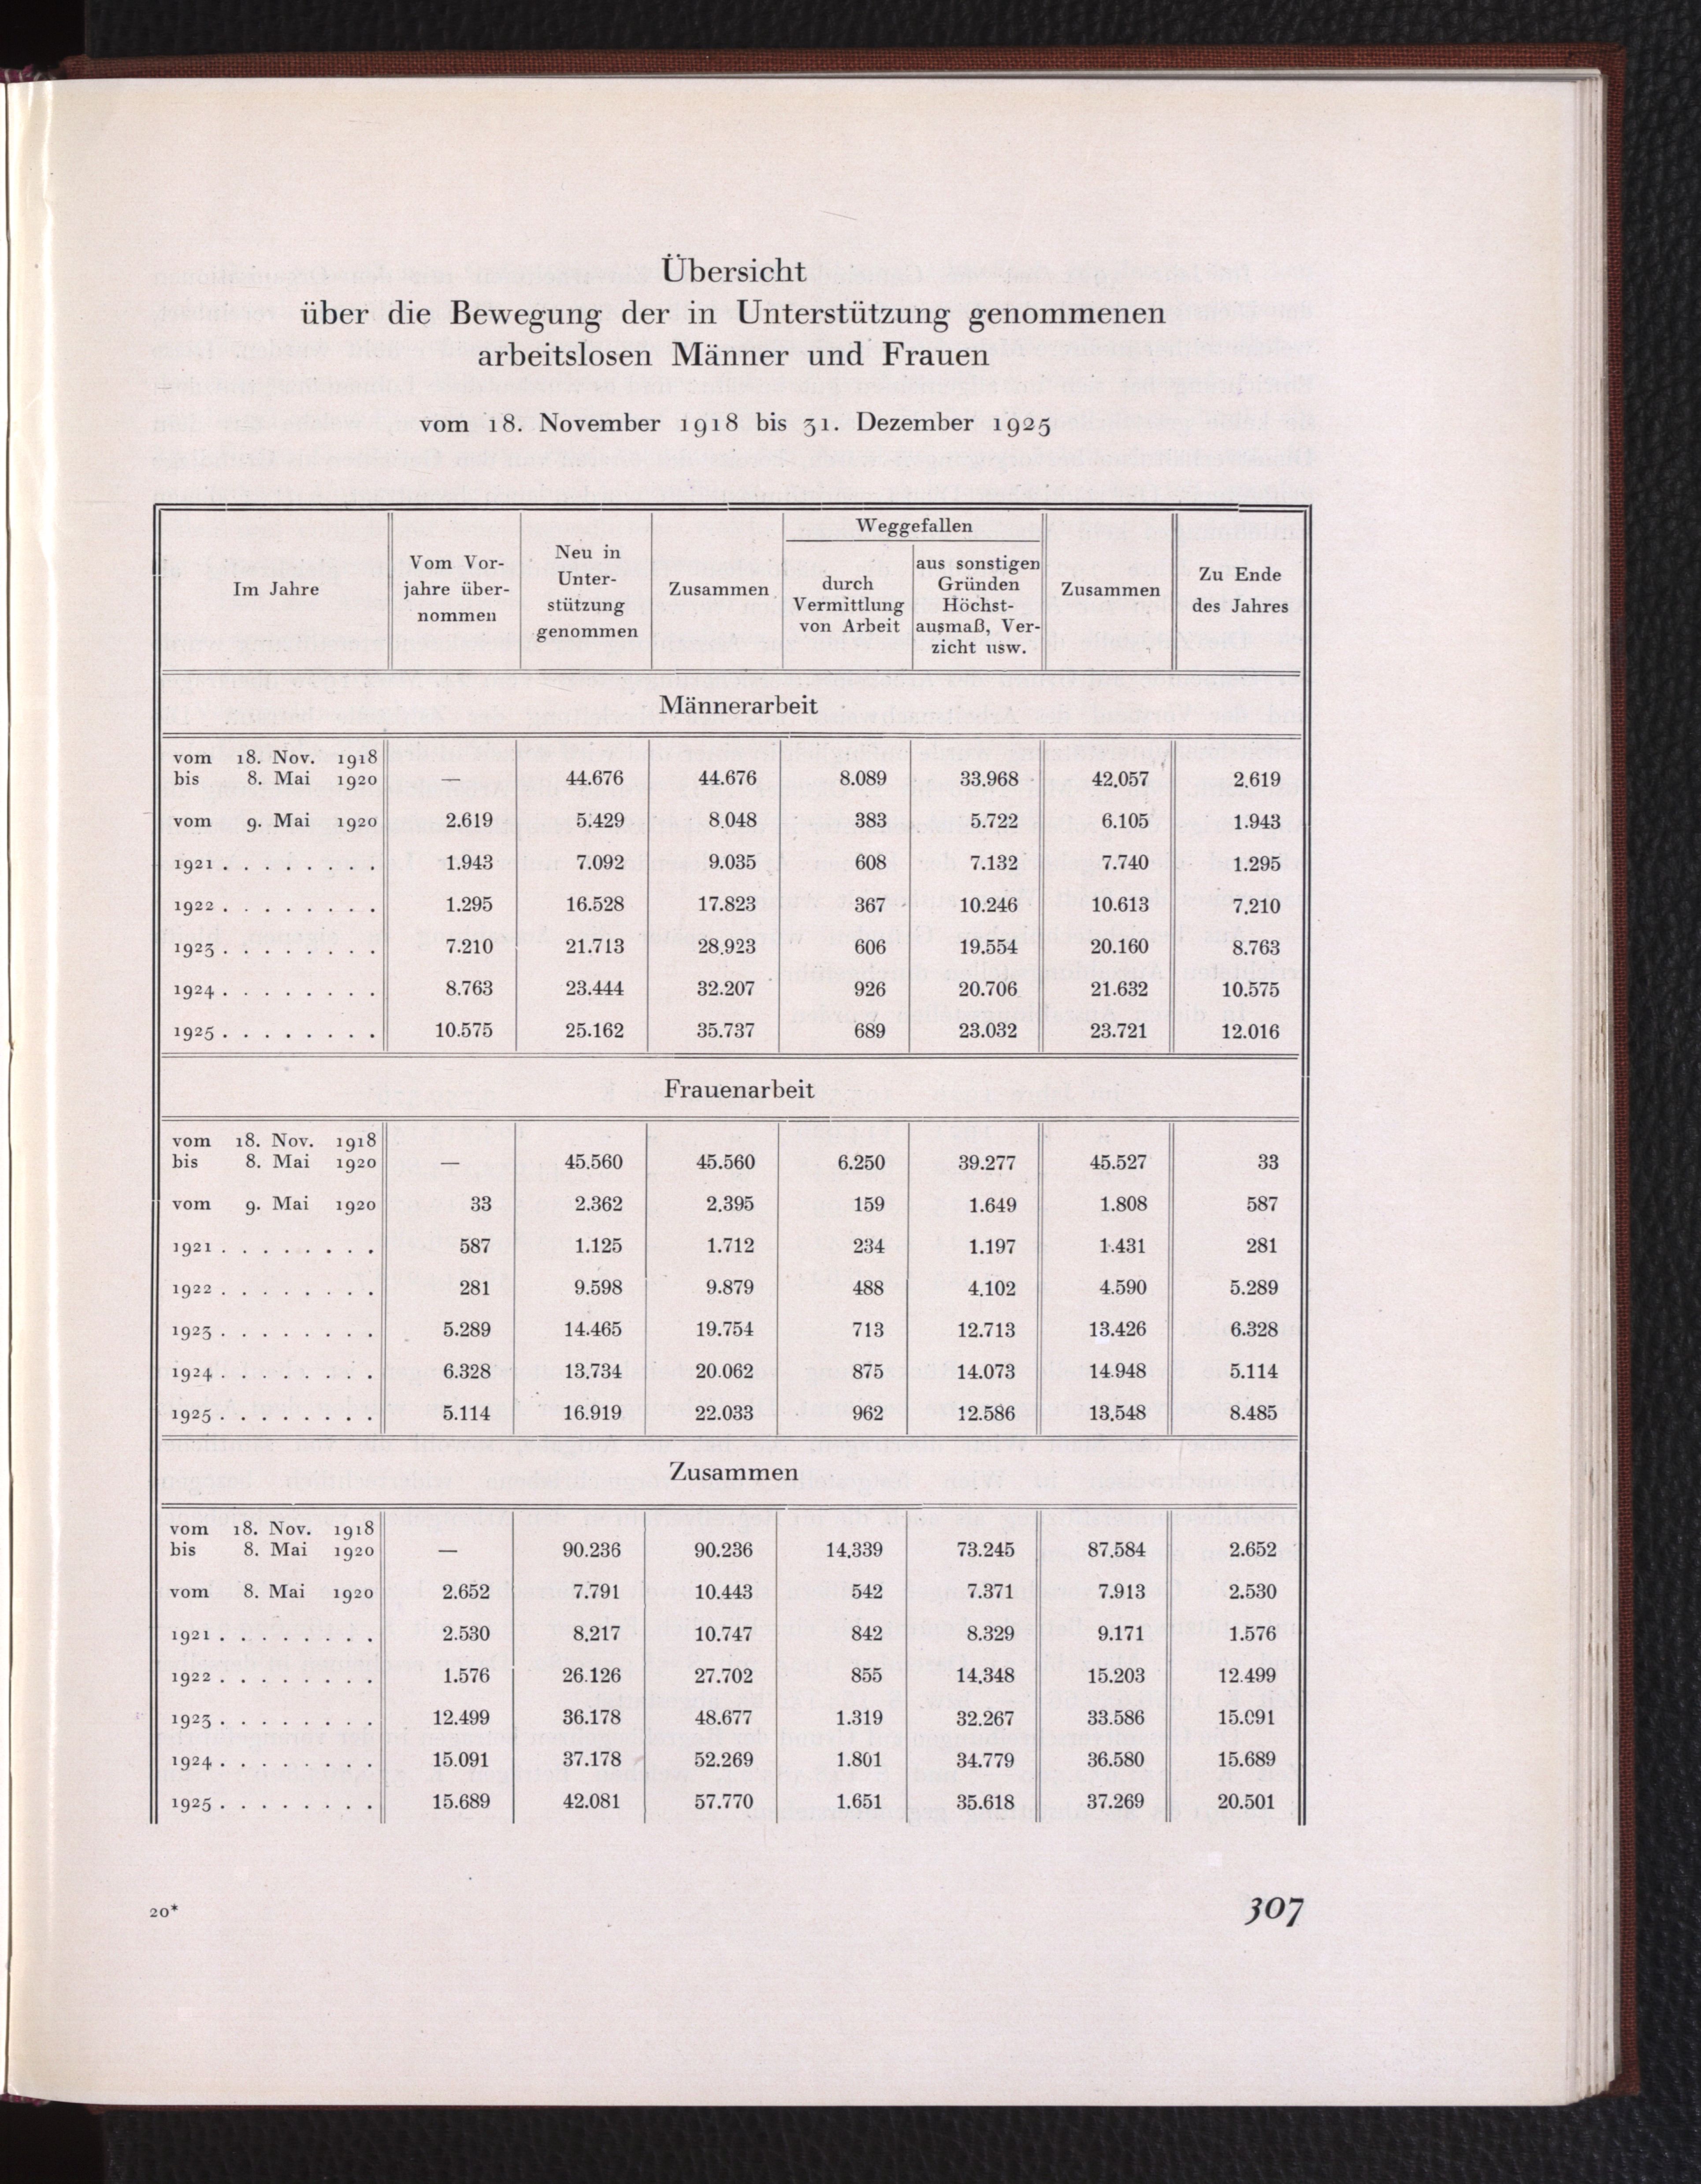 Übersicht
über die Bewegung der in Unterstützung genommenen
arbeitslosen Männer und Frauen
vom 18. November 1918 bis 31. Dezember 1925
Im Jahre
Vom Vor-
jahre über-
nommen
Neu in
Unter-
stützung
genommen
Zusammen
Weggefallen
durch
Vermittlung
von Arbeit
aus sonstigen
Gründen
Höchst-
ausmaß, Ver-
zicht usw.
Zusammen
Zu Ende
des Jahres
Männerarbeit
vom 18. Nov. 1918
bis 8. Mai 1920 — 44.676 44.676 8.089 33.968 42.057 2.619
vom 9. Mai 1920 2.619 5.429 8.048 383 5.722 6.105 1.943
1921 . . . . . . . . 1.943 7.092 9.035 608 7.132 7.740 1.295
1922 . . . . . . . . 1.295 16.528 17.823 367 10.246 10.613 7.210
1923 . . . . . . . . 7.210 21.713 28.923 606 19.554 20.160 8.763
1924 . . . . . . . . 8.763 23.444 32.207 926 20.706 21.632 10.575
1925 . . . . . . . . 10.575 25.162 35.737 689 23.032 23.721 12.016
Frauenarbeit
vom 18. Nov. 1918
bis 8. Mai 1920 — 45.560 45.560 6.250 39.277 45.527 33
vom 9. Mai 1920 33 2.362 2.395 159 1.649 1.808 587
1921 . . . . . . . . 587 1.125 1.712 234 1.197 1.431 281
1922 . . . . . . . . 281 9.598 9.879 488 4.102 4.590 5.289
1923 . . . . . . . . 5.289 14.465 19.754 713 12.713 13.426 6.328
1924 . . . . . . . . 6.328 13.734 20.062 875 14.073 14.948 5.114
1925 . . . . . . . . 5.114 16.919 22.033 962 12.586 13.548 8.485
Zusammen
vom 18. Nov. 1918
bis 8. Mai 1920 — 90.236 90.236 14.339 73.245 87.584 2.652
vom 8. Mai 1920 2.652 7.791 10.443 542 7.371 7.913 2.530
1921 . . . . . . . . 2.530 8.217 10.747 842 8.329 9.171 1.576
1922 . . . . . . . . 1.576 26.126 27.702 855 14.348 15.203 12.499
1923 . . . . . . . . 12.499 36.178 48.677 1.319 32.267 33.586 15.091
1924 . . . . . . . . 15.091 37.178 52.269 1.801 34.779 36.580 15.689
1925 . . . . . . . . 15.689 42.081 57.770 1.651 35.618 37.269 20.501
20* 307